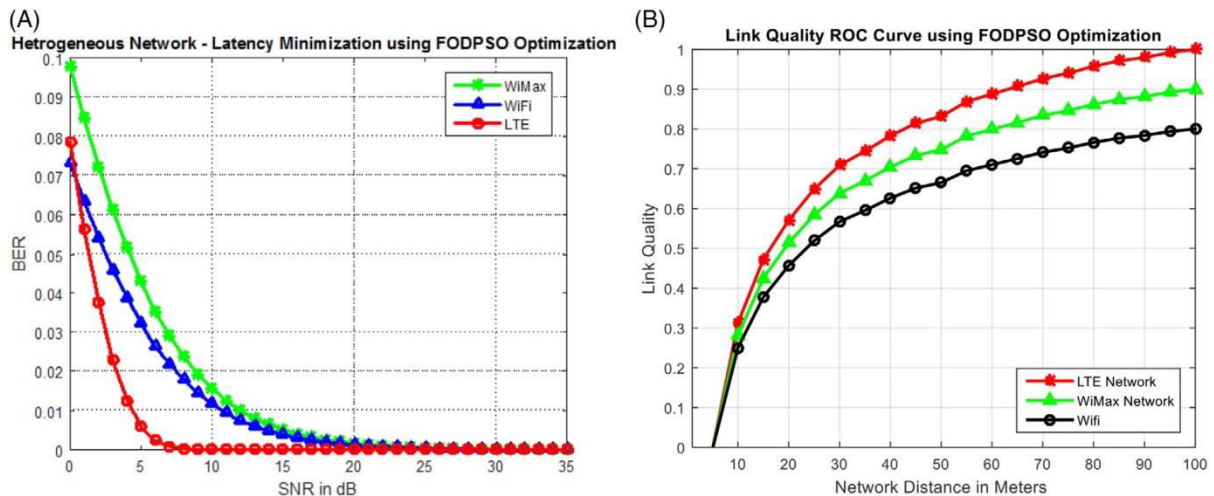 (A)
Hetrogeneous Network - Latency Minimization using FODPSO Optimization
0.1
0.09
0.08
0.07
0.06
0.05
0.04
0.03
0.02
0.01
0
BER
WiMax
WiFi
LTE
0 5 10 15 20 25 30 35
SNR in dB
(B)
Link Quality ROC Curve using FODPSO Optimization
1
0.9
0.8
0.7
0.6
0.5
0.4
0.3
0.2
0.1
0
Link Quality
LTE Network
WiMax Network
Wifi
10 20 30 40 50 60 70 80 90 100
Network Distance in Meters